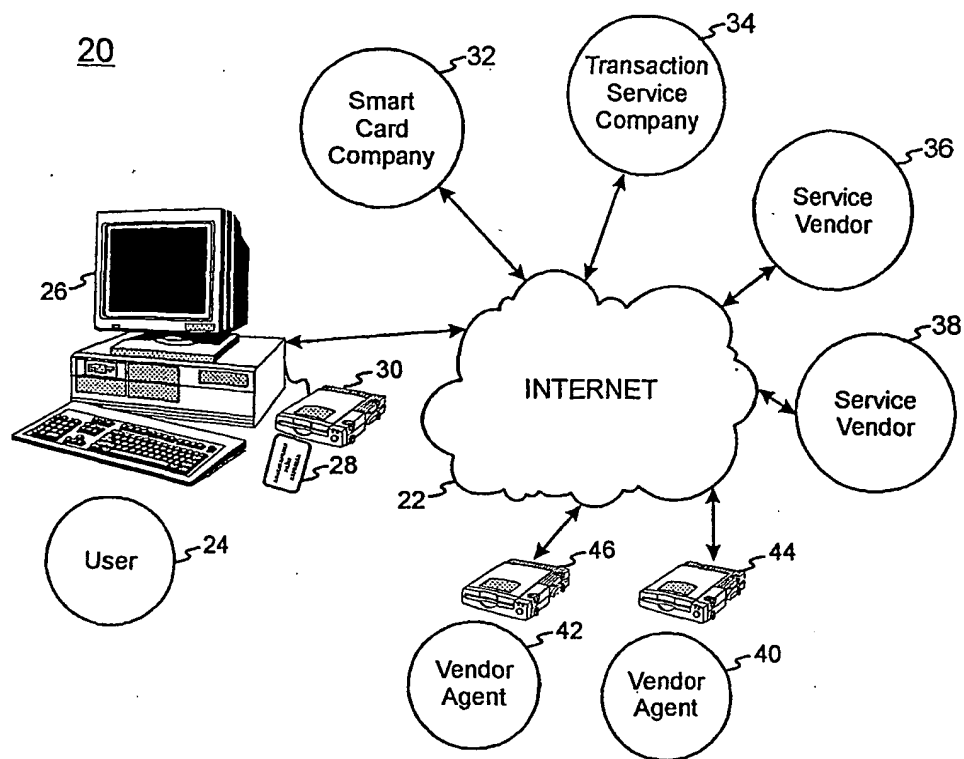 20
32
Smart
Card
Company
34
Transaction
Service
Company
36
Service
Vendor
26
38
Service
Vendor
INTERNET
30
28
22
User
24
46
44
42
Vendor
Agent
40
Vendor
Agent